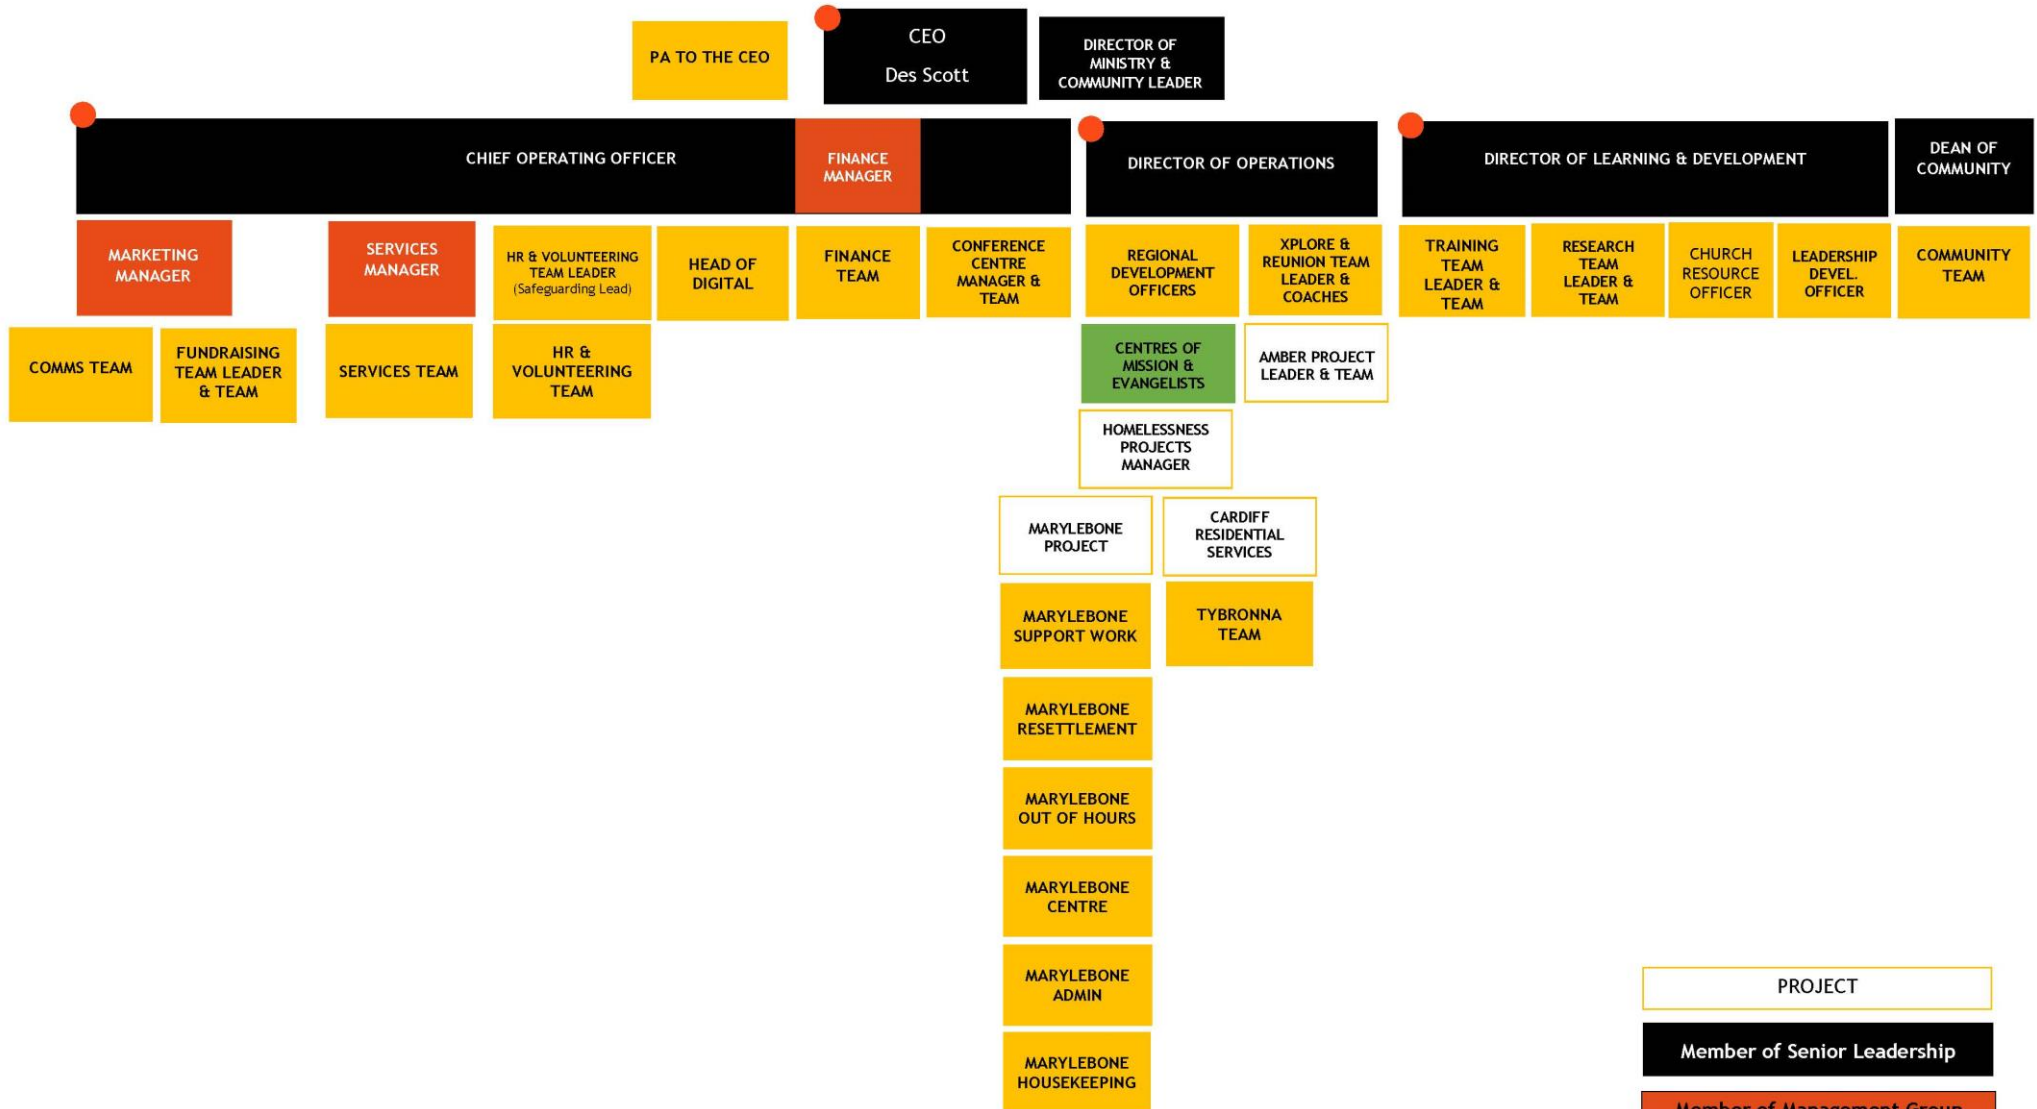 PA TO THE CEO
CEO
Des Scott
DIRECTOR OF
MINISTRY &
COMMUNITY LEADER
CHIEF OPERATING OFFICER
FINANCE
MANAGER
DIRECTOR OF OPERATIONS
DIRECTOR OF LEARNING & DEVELOPMENT
DEAN OF
COMMUNITY
MARKETING
MANAGER
SERVICES
MANAGER
HR & VOLUNTEERING
TEAM LEADER
(Safeguarding Lead)
HEAD OF
DIGITAL
FINANCE
TEAM
CONFERENCE
CENTRE
MANAGER &
TEAM
REGIONAL
DEVELOPMENT
OFFICERS
XPLORE &
REUNION TEAM
LEADER &
COACHES
TRAINING
TEAM
LEADER &
TEAM
RESEARCH
TEAM
LEADER &
TEAM
CHURCH
RESOURCE
OFFICER
LEADERSHIP
DEVEL.
OFFICER
COMMUNITY
TEAM
COMMS TEAM
FUNDRAISING
TEAM LEADER
& TEAM
SERVICES TEAM
HR &
VOLUNTEERING
TEAM
CENTRES OF
MISSION &
EVANGELISTS
AMBER PROJECT
LEADER & TEAM
HOMELESSNESS
PROJECTS
MANAGER
MARYLEBONE
PROJECT
CARDIFF
RESIDENTIAL
SERVICES
MARYLEBONE
SUPPORT WORK
TYBRONNA
TEAM
MARYLEBONE
RESETTLEMENT
MARYLEBONE
OUT OF HOURS
MARYLEBONE
CENTRE
MARYLEBONE
ADMIN
MARYLEBONE
HOUSEKEEPING
PROJECT
Member of Senior Leadership
Member of Management Group